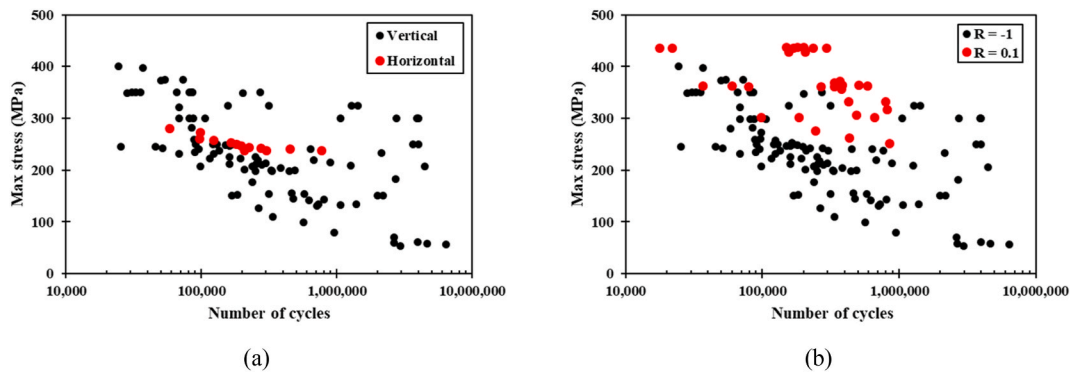 500
400
300
200
100
0
Max stress (MPa)
Vertical
Horizontal
10,000
100,000
1,000,000
10,000,000
Number of cycles
(a)
500
400
300
200
100
0
Max stress (MPa)
R = -1
R = 0.1
10,000
100,000
1,000,000
10,000,000
Number of cycles
(b)